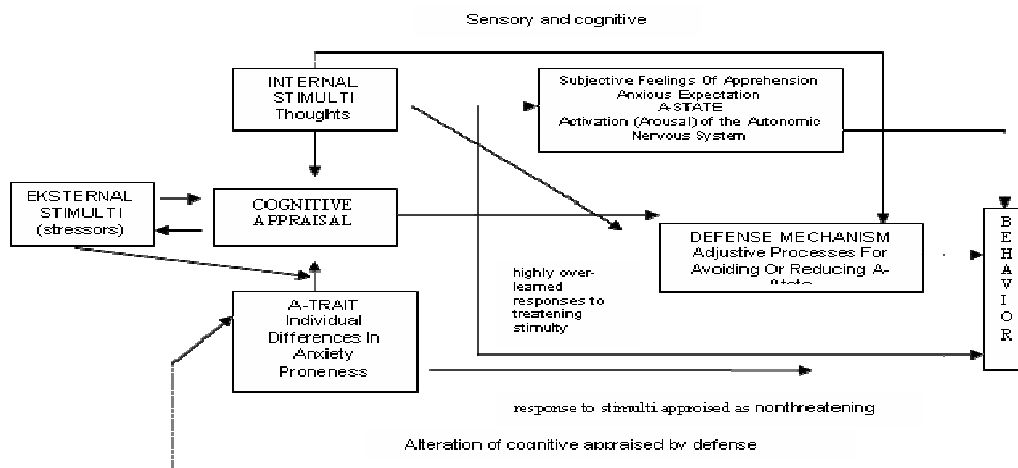 Sensory and cognitive
INTERNAL
STIMULTI
Thoughts
Subjective Feelings Of Apprehension
Anxious Expectation
A-STATE
Activation (Arousal) of the Autonomic
Nervous System
EKSTERNAL
STIMULTI
(stressors)
COGNITIVE
APPRAISAL
DEFENSE MECHANISM
Adjustive Processes For
Avoiding Or Reducing A-
State
BEHAVIOR
highly over-
learned
responses to
treatening
stimulty
A-TRAIT
Individual
Differences In
Anxiety
Proneness
response to stimulti approised as nonthreatening
Alteration of cognitive appraised by defense